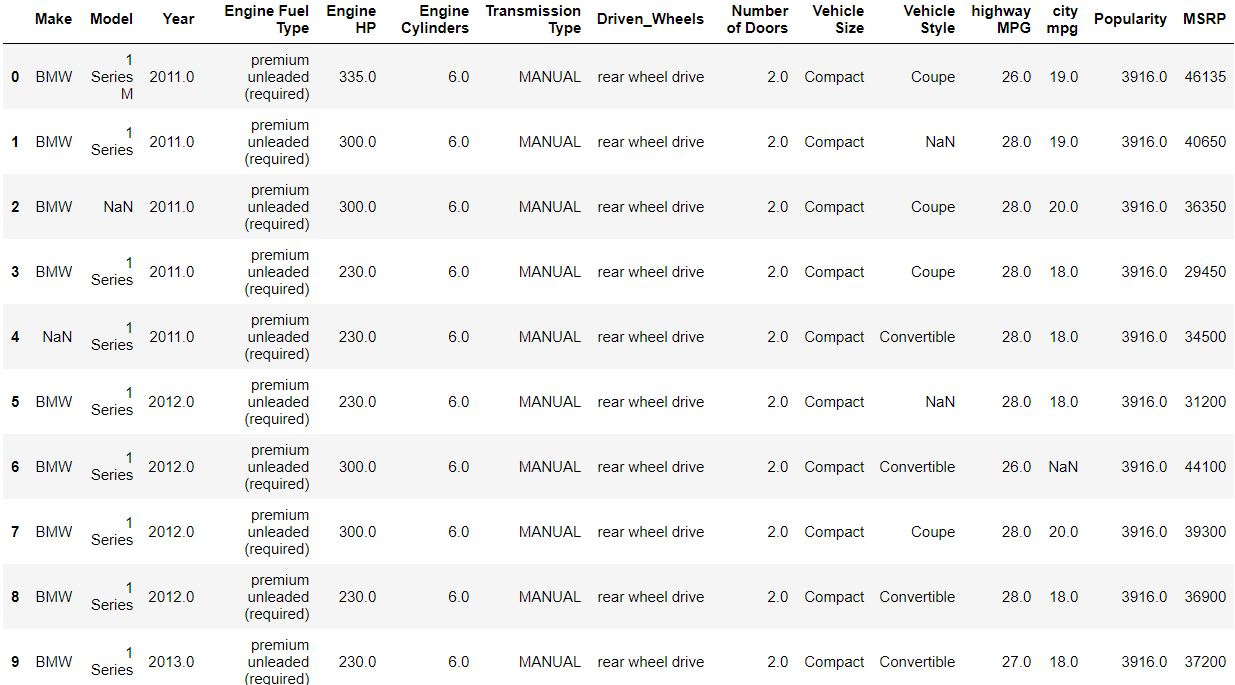 Make Model Year Engine Fuel Type Engine HP Engine Cylinders Transmission Type Driven_Wheels Number of Doors Vehicle Size Vehicle Style highway MPG city mpg Popularity MSRP
0 BMW 1 Series M 2011.0 premium unleaded (required) 335.0 6.0 MANUAL rear wheel drive 2.0 Compact Coupe 26.0 19.0 3916.0 46135
1 BMW 1 Series 2011.0 premium unleaded (required) 300.0 6.0 MANUAL rear wheel drive 2.0 Compact NaN 28.0 19.0 3916.0 40650
2 BMW NaN 2011.0 premium unleaded (required) 300.0 6.0 MANUAL rear wheel drive 2.0 Compact Coupe 28.0 20.0 3916.0 36350
3 BMW 1 Series 2011.0 premium unleaded (required) 230.0 6.0 MANUAL rear wheel drive 2.0 Compact Coupe 28.0 18.0 3916.0 29450
4 NaN 1 Series 2011.0 premium unleaded (required) 230.0 6.0 MANUAL rear wheel drive 2.0 Compact Convertible 28.0 18.0 3916.0 34500
5 BMW 1 Series 2012.0 premium unleaded (required) 230.0 6.0 MANUAL rear wheel drive 2.0 Compact NaN 28.0 18.0 3916.0 31200
6 BMW 1 Series 2012.0 premium unleaded (required) 300.0 6.0 MANUAL rear wheel drive 2.0 Compact Convertible 26.0 NaN 3916.0 44100
7 BMW 1 Series 2012.0 premium unleaded (required) 300.0 6.0 MANUAL rear wheel drive 2.0 Compact Coupe 28.0 20.0 3916.0 39300
8 BMW 1 Series 2012.0 premium unleaded (required) 230.0 6.0 MANUAL rear wheel drive 2.0 Compact Convertible 28.0 18.0 3916.0 36900
9 BMW 1 Series 2013.0 premium unleaded (required) 230.0 6.0 MANUAL rear wheel drive 2.0 Compact Convertible 27.0 18.0 3916.0 37200